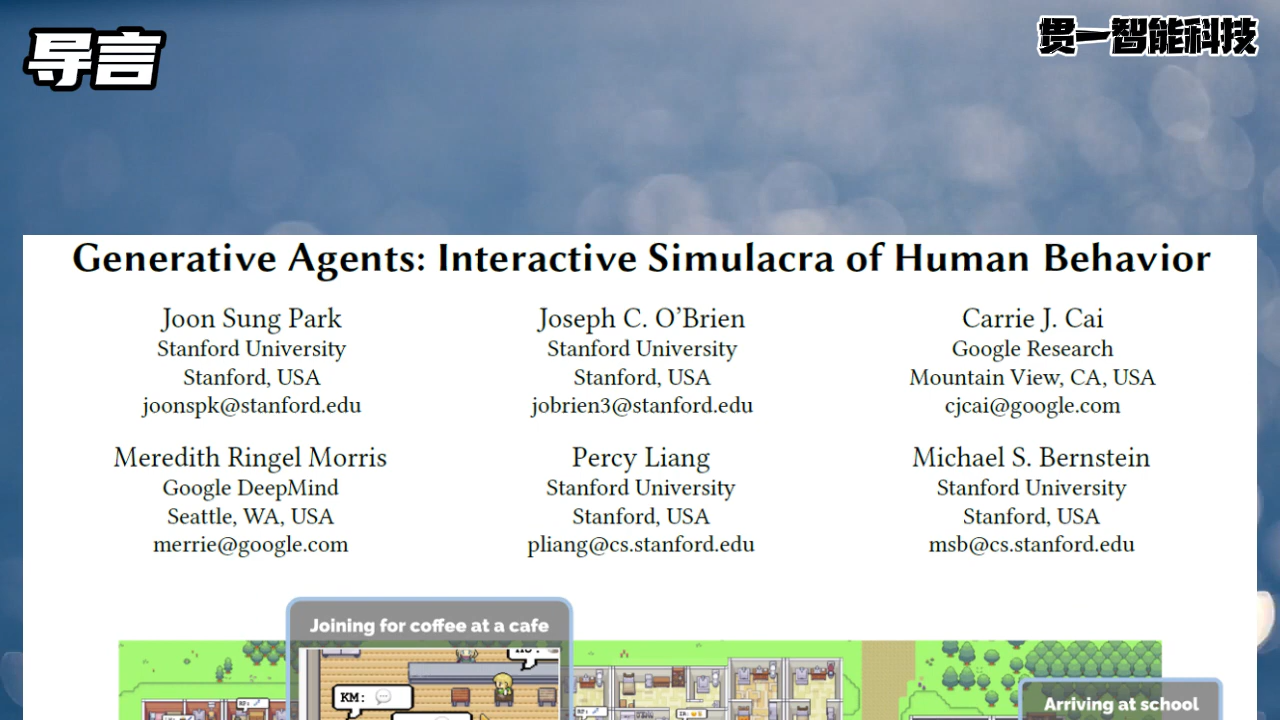 导言
贯一智能科技
Generative Agents: Interactive Simulacra of Human Behavior
Joon Sung Park
Stanford University
Stanford, USA
joonspk@stanford.edu
Joseph C. O’Brien
Stanford University
Stanford, USA
jobrien3@stanford.edu
Carrie J. Cai
Google Research
Mountain View, CA, USA
cjcai@google.com
Meredith Ringel Morris
Google DeepMind
Seattle, WA, USA
merrie@google.com
Percy Liang
Stanford University
Stanford, USA
pliang@cs.stanford.edu
Michael S. Bernstein
Stanford University
Stanford, USA
msb@cs.stanford.edu
Joining for coffee at a cafe
KM:
Arriving at school